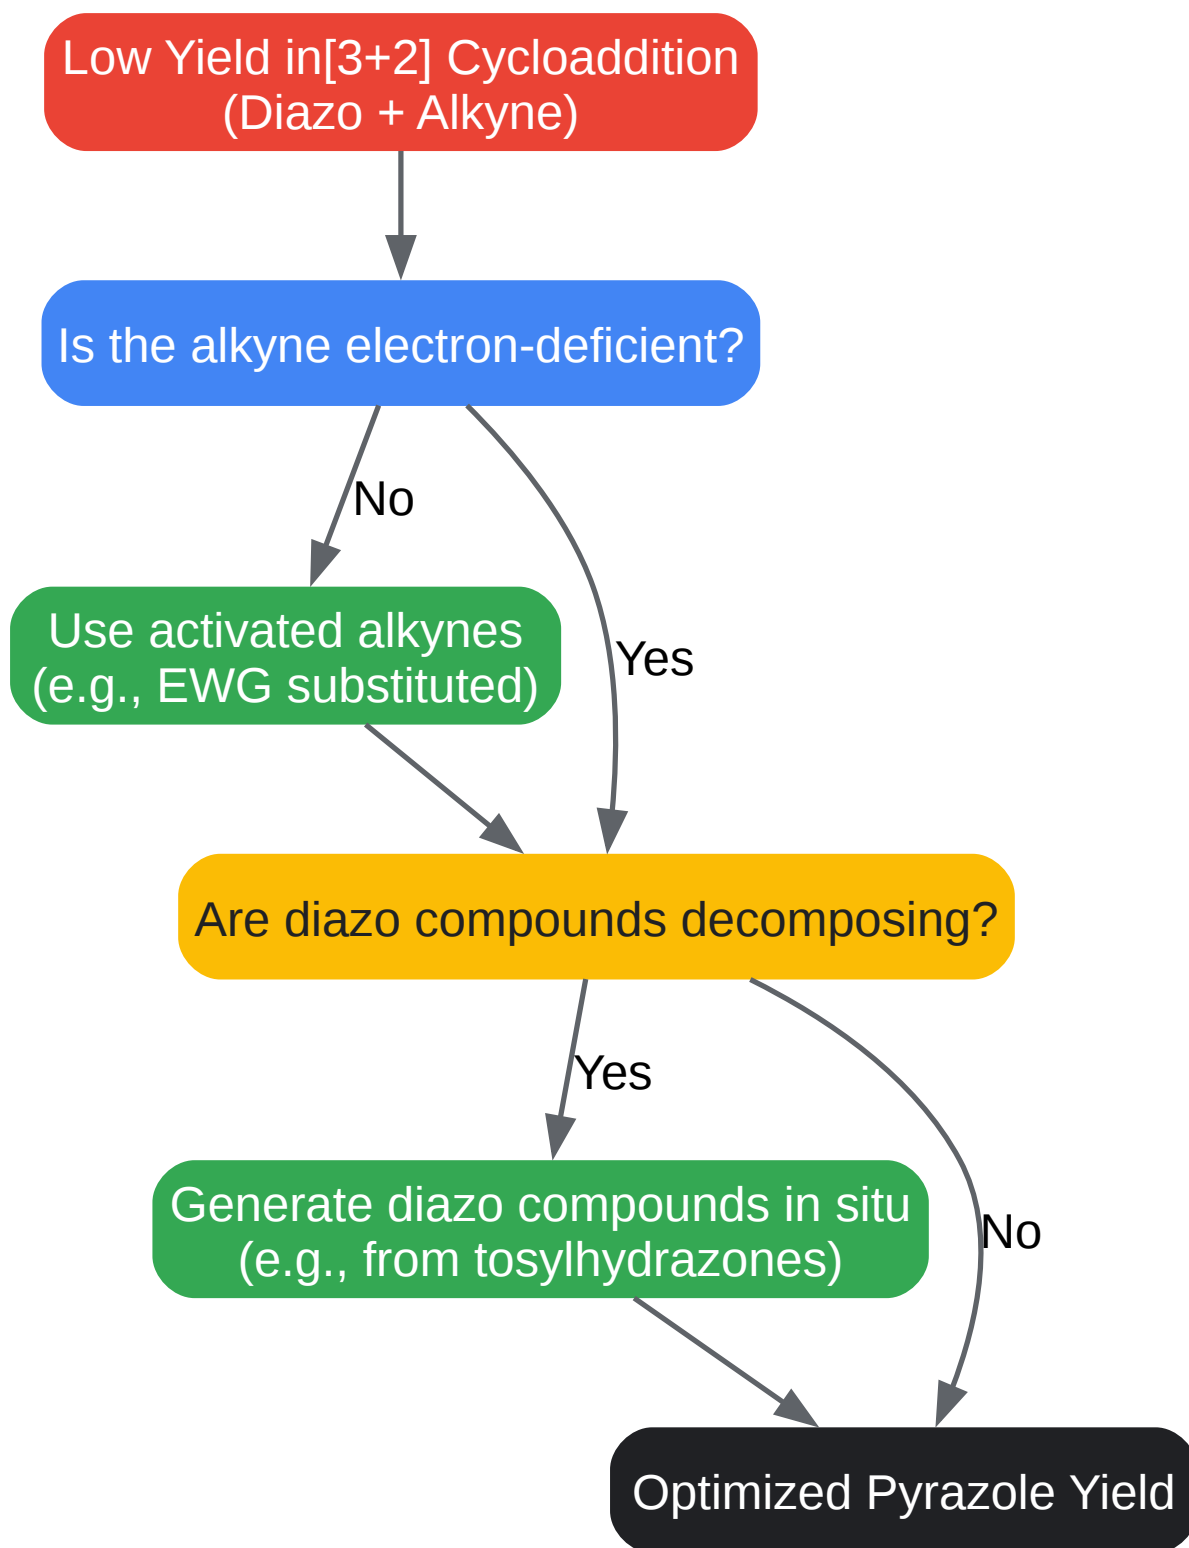 Low Yield in[3+2] Cycloaddition
(Diazo + Alkyne)
Is the alkyne electron-deficient?
No
Use activated alkynes
(e.g., EWG substituted)
Yes
Are diazo compounds decomposing?
Yes
Generate diazo compounds in situ
(e.g., from tosylhydrazones)
No
Optimized Pyrazole Yield